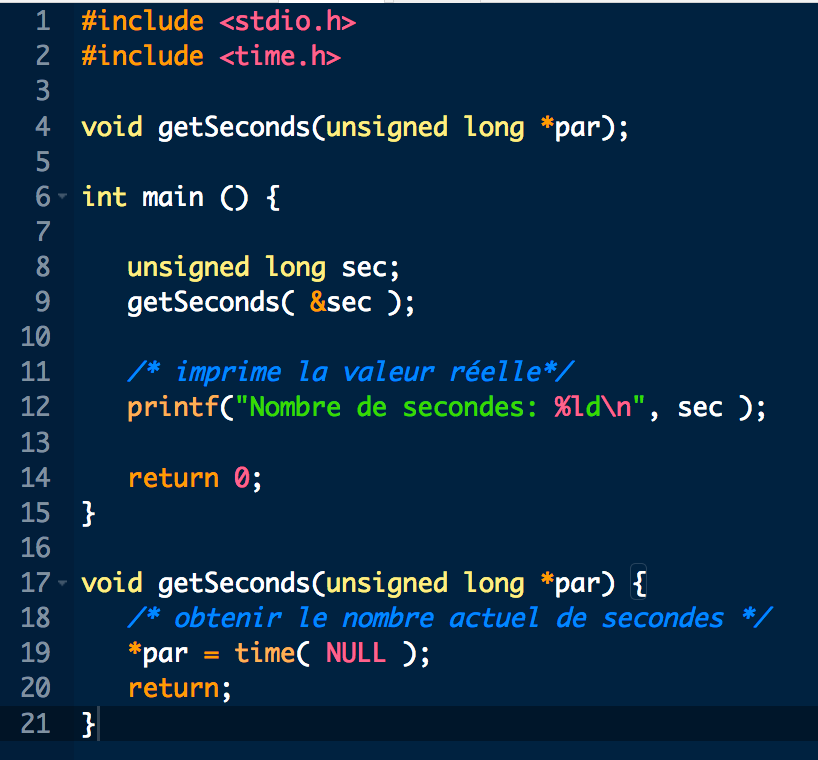 1 #include <stdio.h>
2 #include <time.h>
3
4 void getSeconds(unsigned long *par);
5
6 int main () {
7
8 unsigned long sec;
9 getSeconds( &sec );
10
11 /* imprime la valeur réelle*/
12 printf("Nombre de secondes: %ld\n", sec );
13
14 return 0;
15 }
16
17 void getSeconds(unsigned long *par) {
18 /* obtenir le nombre actuel de secondes */
19 *par = time( NULL );
20 return;
21 }